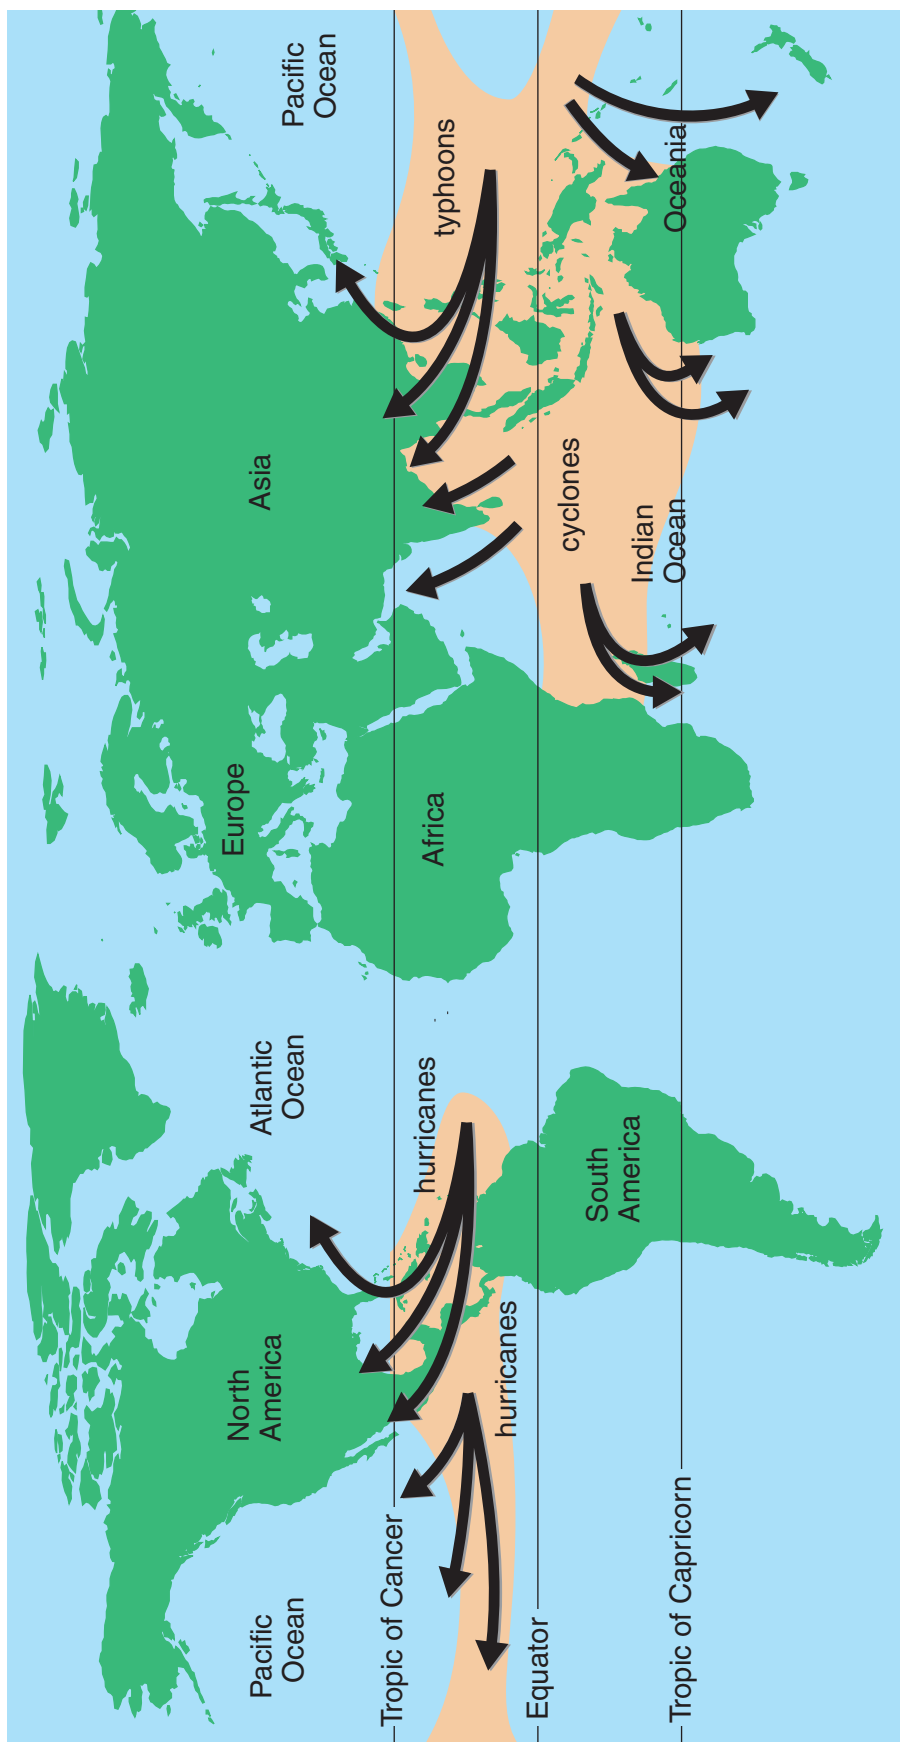 Pacific
Ocean
North
America
Atlantic
Ocean
Europe
Asia
Pacific
Ocean
Tropic of Cancer
hurricanes
hurricanes
Africa
typhoons
Equator
South
America
cyclones
Indian
Ocean
Oceania
Tropic of Capricorn